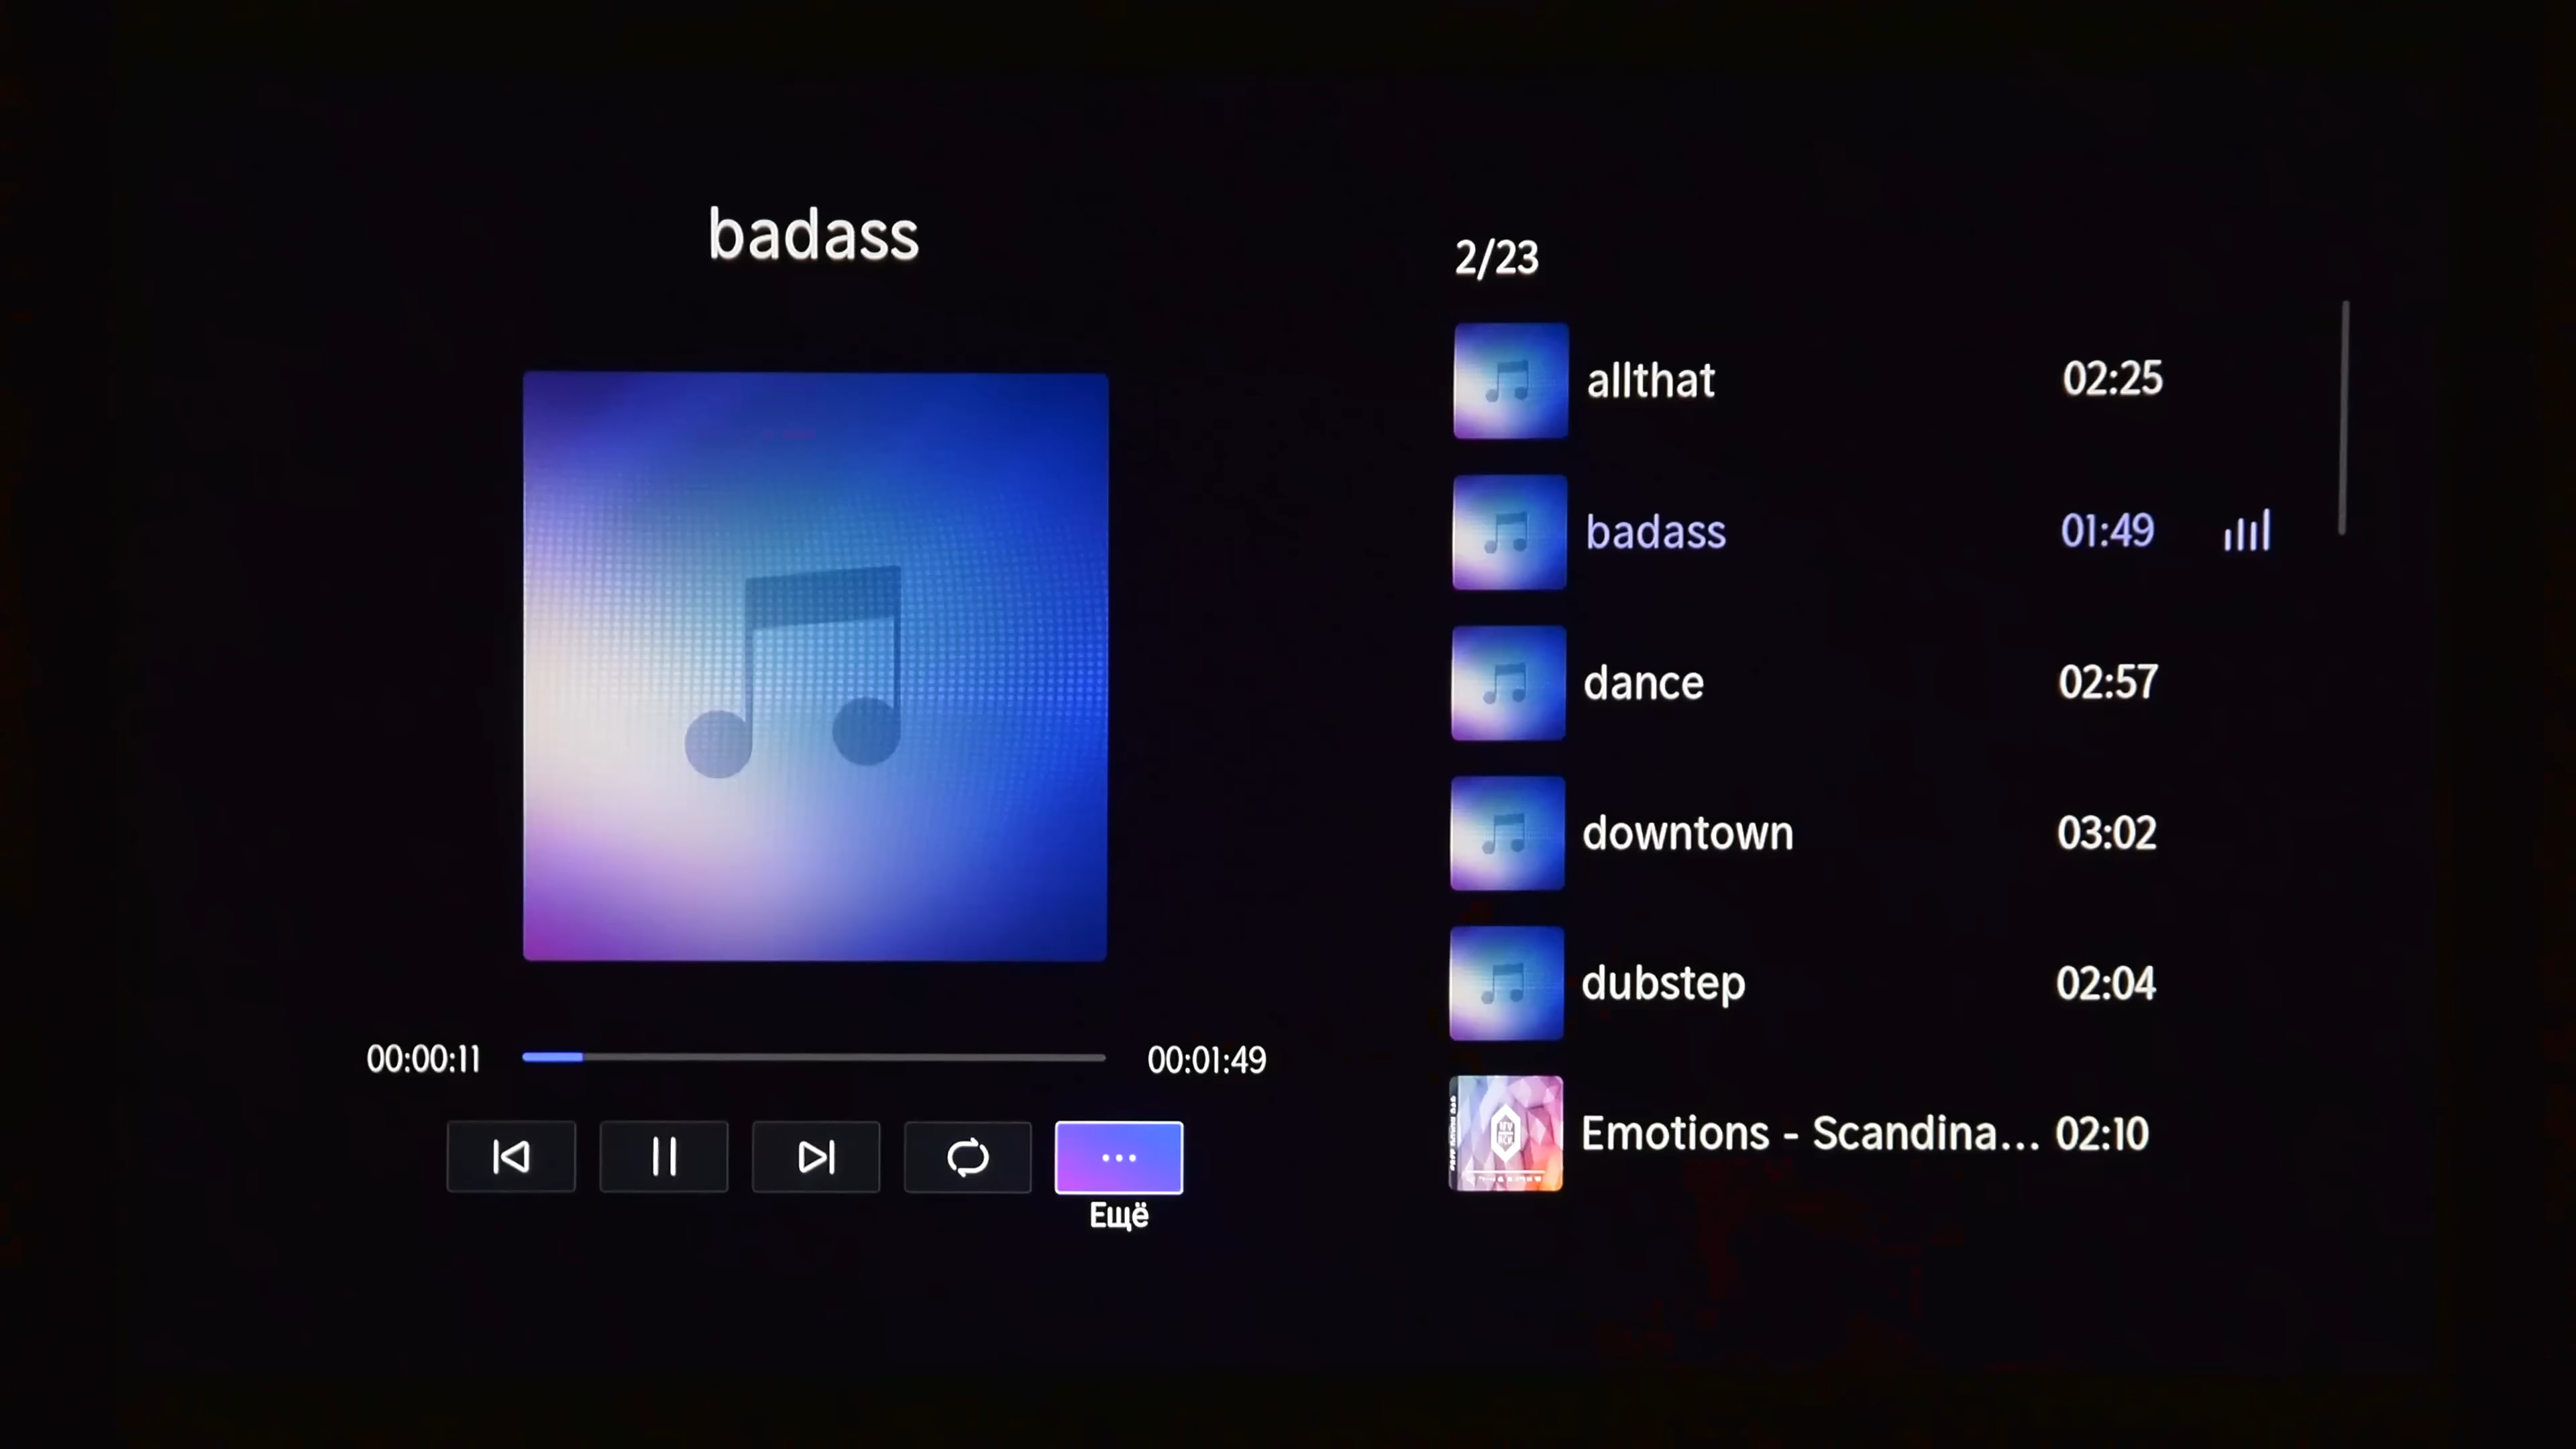 badass
00:00:11
00:01:49
Ещё
2/23
allthat 02:25
badass 01:49
dance 02:57
downtown 03:02
dubstep 02:04
Emotions - Scandina... 02:10